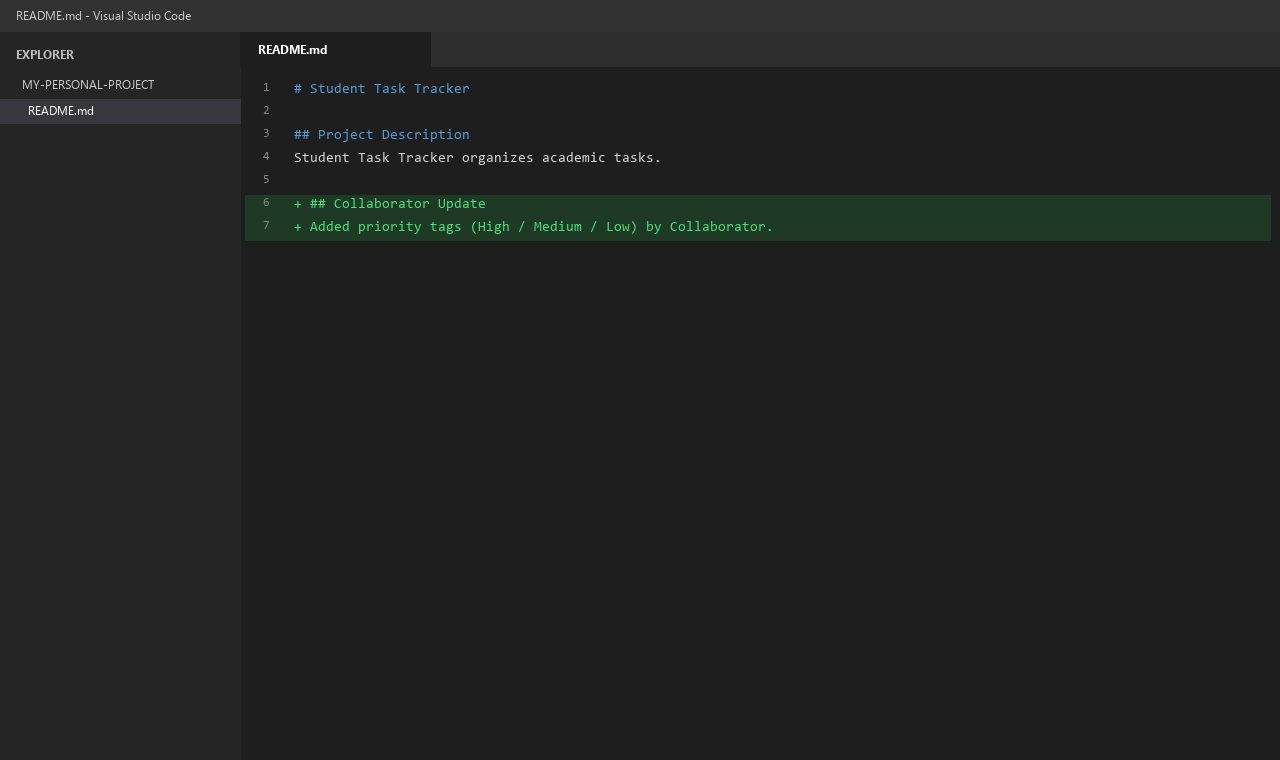 README.md - Visual Studio Code
EXPLORER
MY-PERSONAL-PROJECT
README.md
README.md
1 # Student Task Tracker
2
3 ## Project Description
4 Student Task Tracker organizes academic tasks.
5
6 + ## Collaborator Update
7 + Added priority tags (High / Medium / Low) by Collaborator.